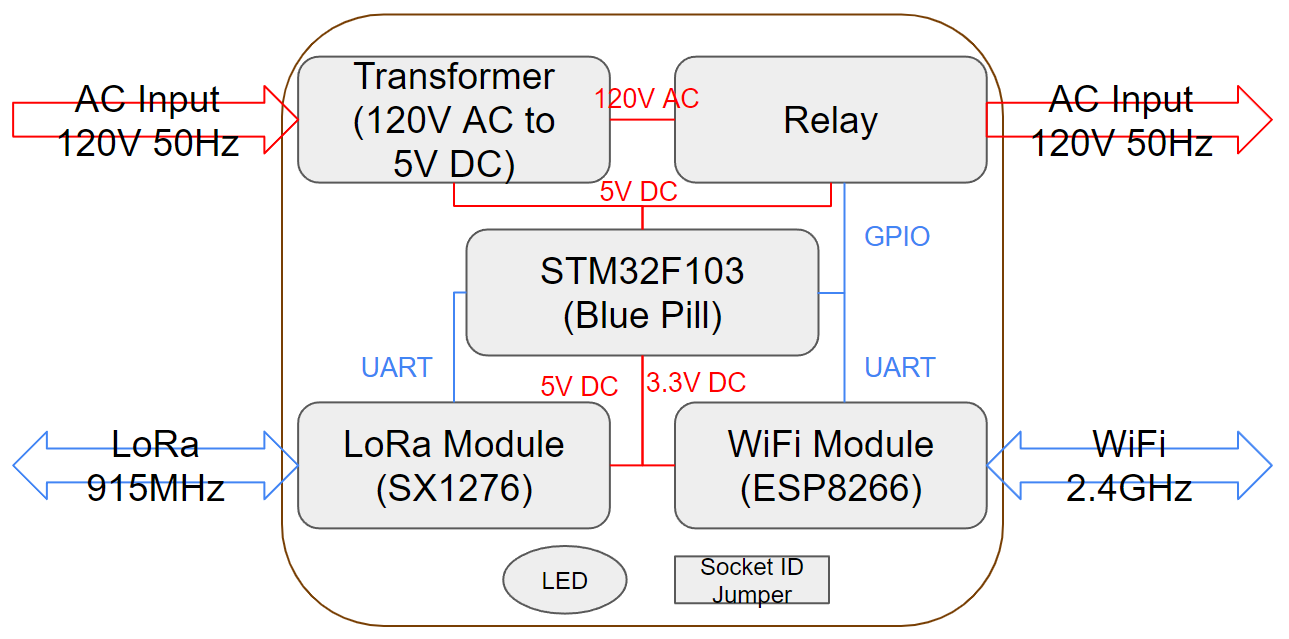 AC Input
120V 50Hz
Transformer
(120V AC to
5V DC)
120V AC
Relay
AC Input
120V 50Hz
5V DC
GPIO
STM32F103
(Blue Pill)
UART
5V DC
3.3V DC
UART
LoRa
915MHz
LoRa Module
(SX1276)
WiFi Module
(ESP8266)
WiFi
2.4GHz
LED
Socket ID
Jumper